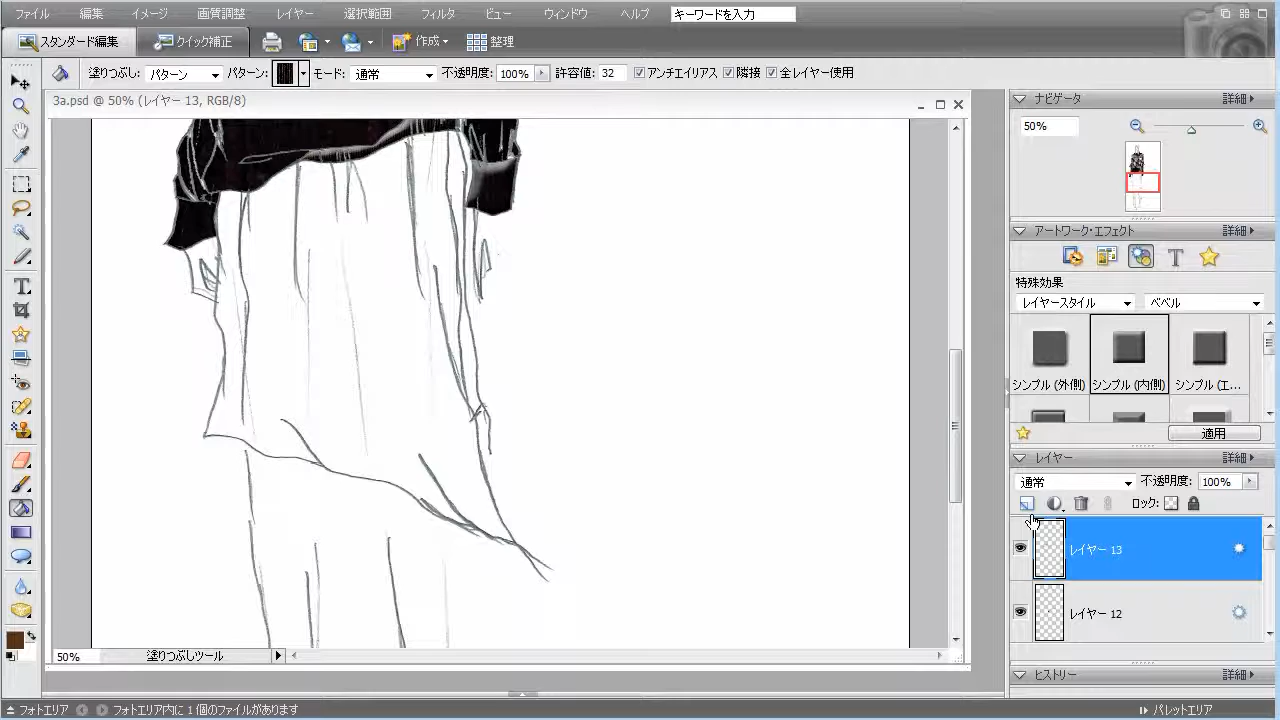 ファイル 編集 イメージ 画質調整 レイヤー 選択範囲 フィルタ ビュー ウィンドウ ヘルプ キーワードを入力
スタンダード編集 クイック補正 作成 整理
塗りつぶし: パターン パターン: モード: 通常 不透明度: 100% 許容値: 32 アンチエイリアス 隣接 全レイヤー使用
3a.psd @ 50% (レイヤー 13, RGB/8)
50% 塗りつぶしツール
ナビゲータ 詳細
50%
アートワーク・エフェクト 詳細
特殊効果
レイヤースタイル ベベル
シンプル (外側) シンプル (内側) シンプル (エ...
適用
レイヤー 詳細
通常 不透明度: 100%
ロック:
レイヤー 13
レイヤー 12
ヒストリー 詳細
フォトエリア フォトエリア内に 1 個のファイルがあります パレットエリア